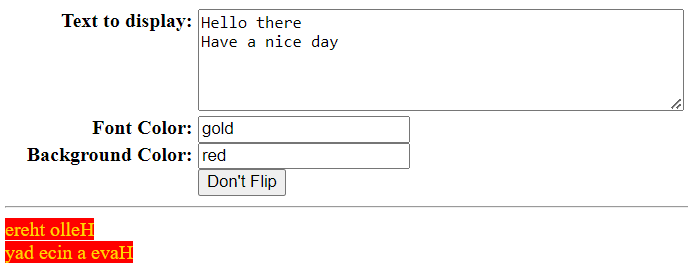 Text to display:
Hello there
Have a nice day
Font Color: gold
Background Color: red
Don't Flip
ereht olleH
yad ecin a evaH